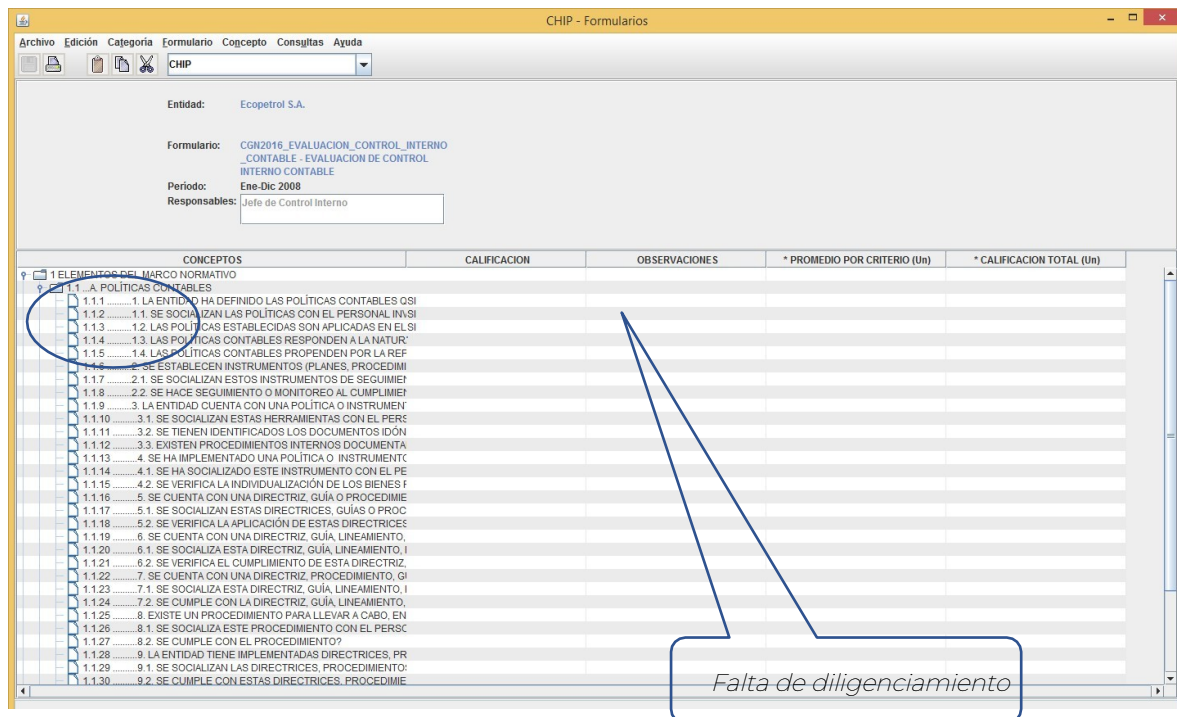 CHIP - Formularios
Archivo Edición Categoría Formulario Concepto Consultas Ayuda
CHIP
Entidad: Ecopetrol S.A.
Formulario: CGN2016_EVALUACION_CONTROL_INTERNO
_CONTABLE - EVALUACION DE CONTROL
INTERNO CONTABLE
Periodo: Ene-Dic 2008
Responsables: Jefe de Control Interno
CONCEPTOS CALIFICACION OBSERVACIONES * PROMEDIO POR CRITERIO (Un) * CALIFICACION TOTAL (Un)
1 ELEMENTOS DEL MARCO NORMATIVO
1.1 ...A. POLÍTICAS CONTABLES
1.1.1 ..........1. LA ENTIDAD HA DEFINIDO LAS POLÍTICAS CONTABLES Q SI
1.1.2 ..........1.1. SE SOCIALIZAN LAS POLÍTICAS CON EL PERSONAL INV SI
1.1.3 ..........1.2. LAS POLÍTICAS ESTABLECIDAS SON APLICADAS EN EL SI
1.1.4 ..........1.3. LAS POLÍTICAS CONTABLES RESPONDEN A LA NATUR
1.1.5 ..........1.4. LAS POLÍTICAS CONTABLES PROPENDEN POR LA REP
1.1.6 ..........2. SE ESTABLECEN INSTRUMENTOS (PLANES, PROCEDIMI
1.1.7 ..........2.1. SE SOCIALIZAN ESTOS INSTRUMENTOS DE SEGUIMIEN
1.1.8 ..........2.2. SE HACE SEGUIMIENTO O MONITOREO AL CUMPLIMIEN
1.1.9 ..........3. LA ENTIDAD CUENTA CON UNA POLÍTICA O INSTRUMEN
1.1.10 ..........3.1. SE SOCIALIZAN ESTAS HERRAMIENTAS CON EL PERS
1.1.11 ..........3.2. SE TIENEN IDENTIFICADOS LOS DOCUMENTOS IDÓN
1.1.12 ..........3.3. EXISTEN PROCEDIMIENTOS INTERNOS DOCUMENTA
1.1.13 ..........4. SE HA IMPLEMENTADO UNA POLÍTICA O INSTRUMENTO
1.1.14 ..........4.1. SE HA SOCIALIZADO ESTE INSTRUMENTO CON EL PE
1.1.15 ..........4.2. SE VERIFICA LA INDIVIDUALIZACIÓN DE LOS BIENES F
1.1.16 ..........5. SE CUENTA CON UNA DIRECTRIZ, GUÍA O PROCEDIMIE
1.1.17 ..........5.1. SE SOCIALIZAN ESTAS DIRECTRICES, GUÍAS O PROC
1.1.18 ..........5.2. SE VERIFICA LA APLICACIÓN DE ESTAS DIRECTRICES
1.1.19 ..........6. SE CUENTA CON UNA DIRECTRIZ, GUÍA, LINEAMIENTO,
1.1.20 ..........6.1. SE SOCIALIZA ESTA DIRECTRIZ, GUÍA, LINEAMIENTO, I
1.1.21 ..........6.2. SE VERIFICA EL CUMPLIMIENTO DE ESTA DIRECTRIZ,
1.1.22 ..........7. SE CUENTA CON UNA DIRECTRIZ, PROCEDIMIENTO, GU
1.1.23 ..........7.1. SE SOCIALIZA ESTA DIRECTRIZ, GUÍA, LINEAMIENTO, I
1.1.24 ..........7.2. SE CUMPLE CON LA DIRECTRIZ, GUÍA, LINEAMIENTO,
1.1.25 ..........8. EXISTE UN PROCEDIMIENTO PARA LLEVAR A CABO, EN
1.1.26 ..........8.1. SE SOCIALIZA ESTE PROCEDIMIENTO CON EL PERSO
1.1.27 ..........8.2. SE CUMPLE CON EL PROCEDIMIENTO?
1.1.28 ..........9. LA ENTIDAD TIENE IMPLEMENTADAS DIRECTRICES, PR
1.1.29 ..........9.1. SE SOCIALIZAN LAS DIRECTRICES, PROCEDIMIENTO
1.1.30 ..........9.2. SE CUMPLE CON ESTAS DIRECTRICES, PROCEDIMIE
Falta de diligenciamiento